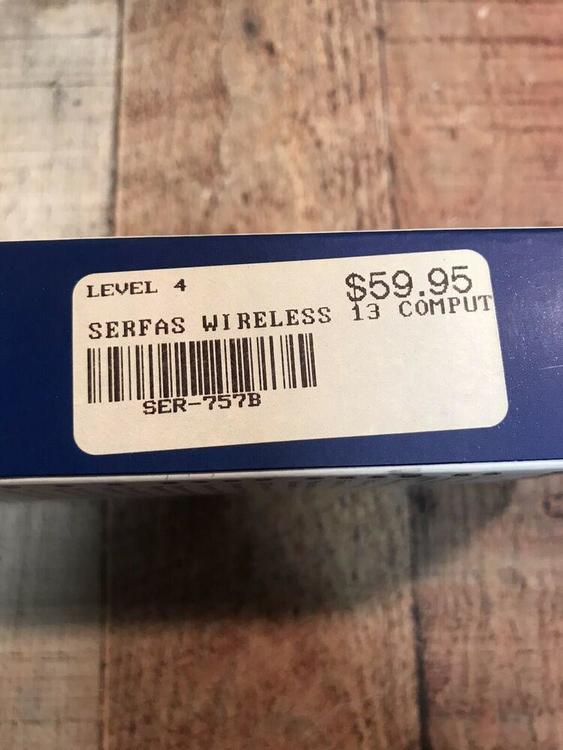 LEVEL 4
$59.95
SERFAS WIRELESS 13 COMPUT
SER-757B